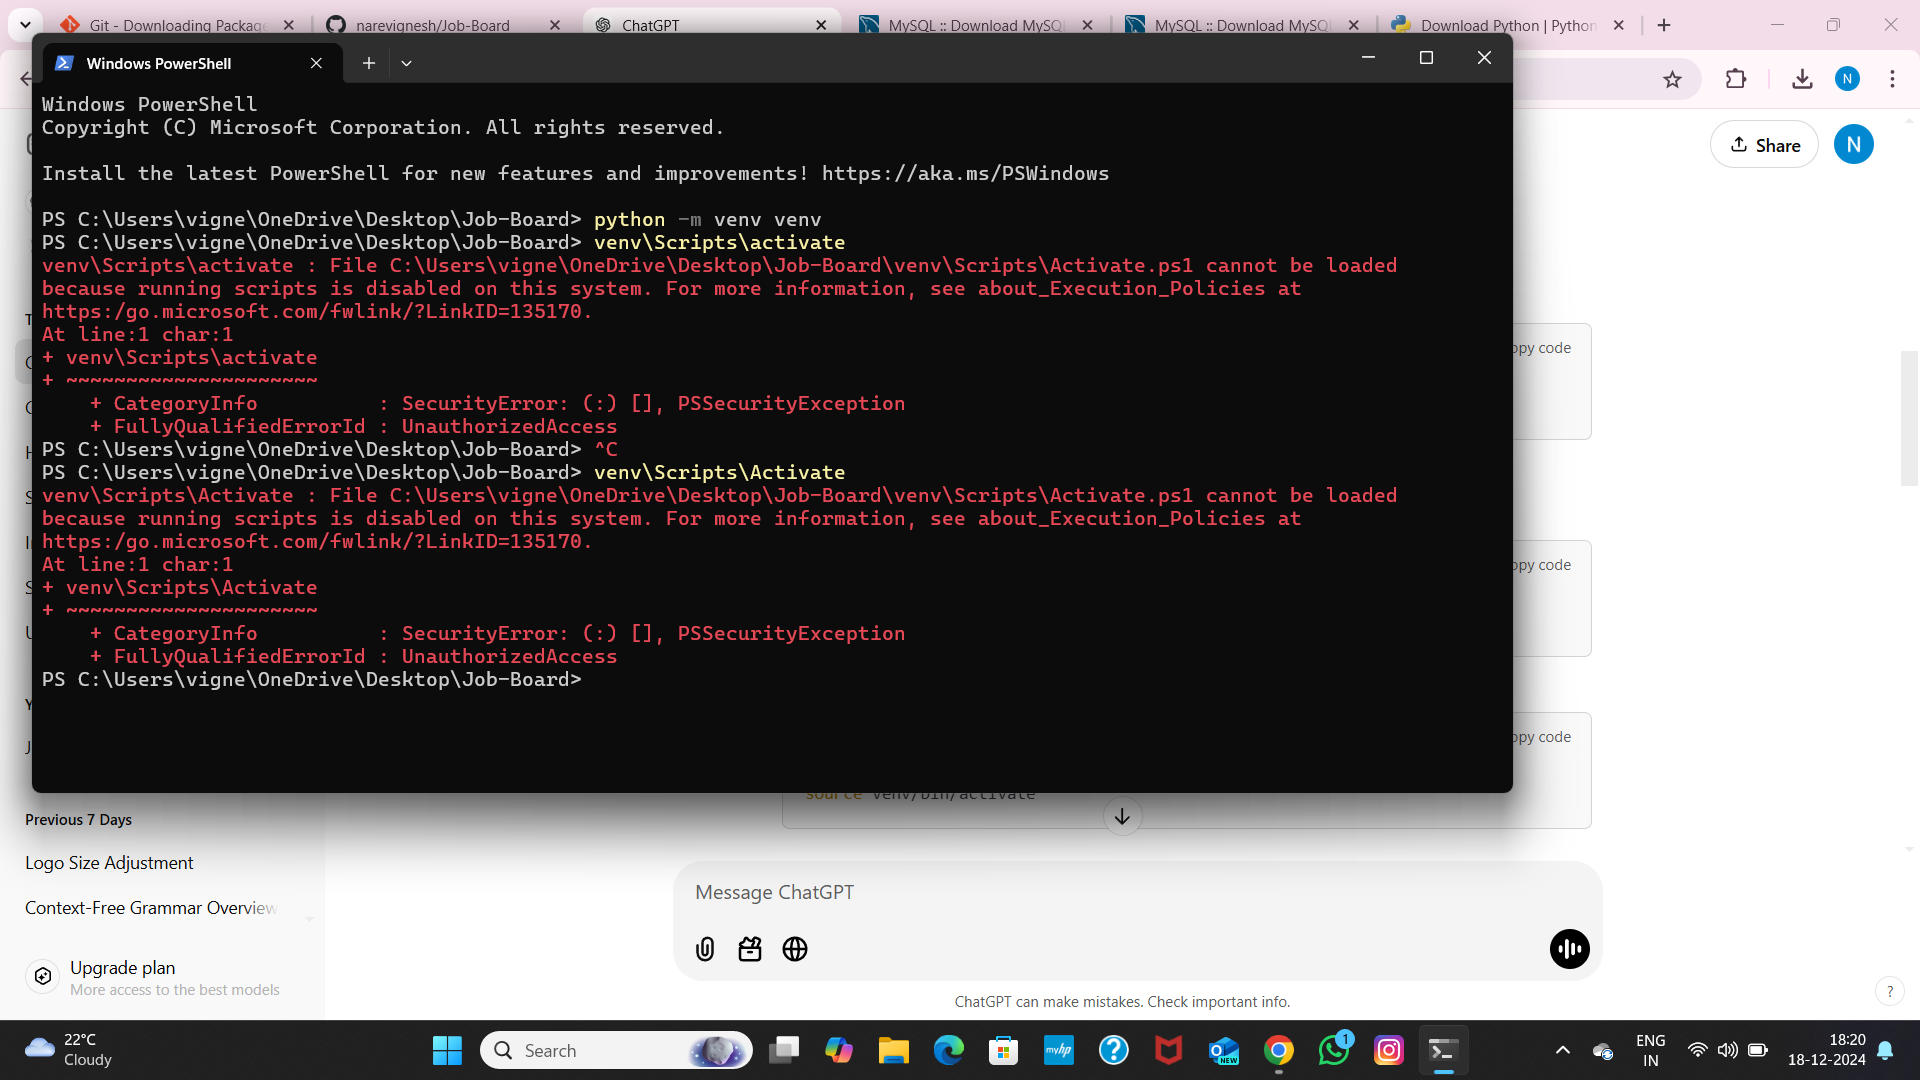 Git - Downloading Package
narevignesh/Job-Board
ChatGPT
MySQL :: Download MySQL
MySQL :: Download MySQL
Download Python | Python
Windows PowerShell
N
Share
N
Windows PowerShell
Copyright (C) Microsoft Corporation. All rights reserved.
Install the latest PowerShell for new features and improvements! https://aka.ms/PSWindows
PS C:\Users\vigne\OneDrive\Desktop\Job-Board> python -m venv venv
PS C:\Users\vigne\OneDrive\Desktop\Job-Board> venv\Scripts\activate
venv\Scripts\activate : File C:\Users\vigne\OneDrive\Desktop\Job-Board\venv\Scripts\Activate.ps1 cannot be loaded
because running scripts is disabled on this system. For more information, see about_Execution_Policies at
https:/go.microsoft.com/fwlink/?LinkID=135170.
At line:1 char:1
+ venv\Scripts\activate
+ ~~~~~~~~~~~~~~~~~~~~~
+ CategoryInfo : SecurityError: (:) [], PSSecurityException
+ FullyQualifiedErrorId : UnauthorizedAccess
PS C:\Users\vigne\OneDrive\Desktop\Job-Board> ^C
PS C:\Users\vigne\OneDrive\Desktop\Job-Board> venv\Scripts\Activate
venv\Scripts\Activate : File C:\Users\vigne\OneDrive\Desktop\Job-Board\venv\Scripts\Activate.ps1 cannot be loaded
because running scripts is disabled on this system. For more information, see about_Execution_Policies at
https:/go.microsoft.com/fwlink/?LinkID=135170.
At line:1 char:1
+ venv\Scripts\Activate
+ ~~~~~~~~~~~~~~~~~~~~~
+ CategoryInfo : SecurityError: (:) [], PSSecurityException
+ FullyQualifiedErrorId : UnauthorizedAccess
PS C:\Users\vigne\OneDrive\Desktop\Job-Board>
opy code
opy code
opy code
source venv/bin/activate
Previous 7 Days
Logo Size Adjustment
Context-Free Grammar Overview
Upgrade plan
More access to the best models
Message ChatGPT
ChatGPT can make mistakes. Check important info.
?
22°C
Cloudy
Search
myhp
NEW
1
ENG
IN
18:20
18-12-2024